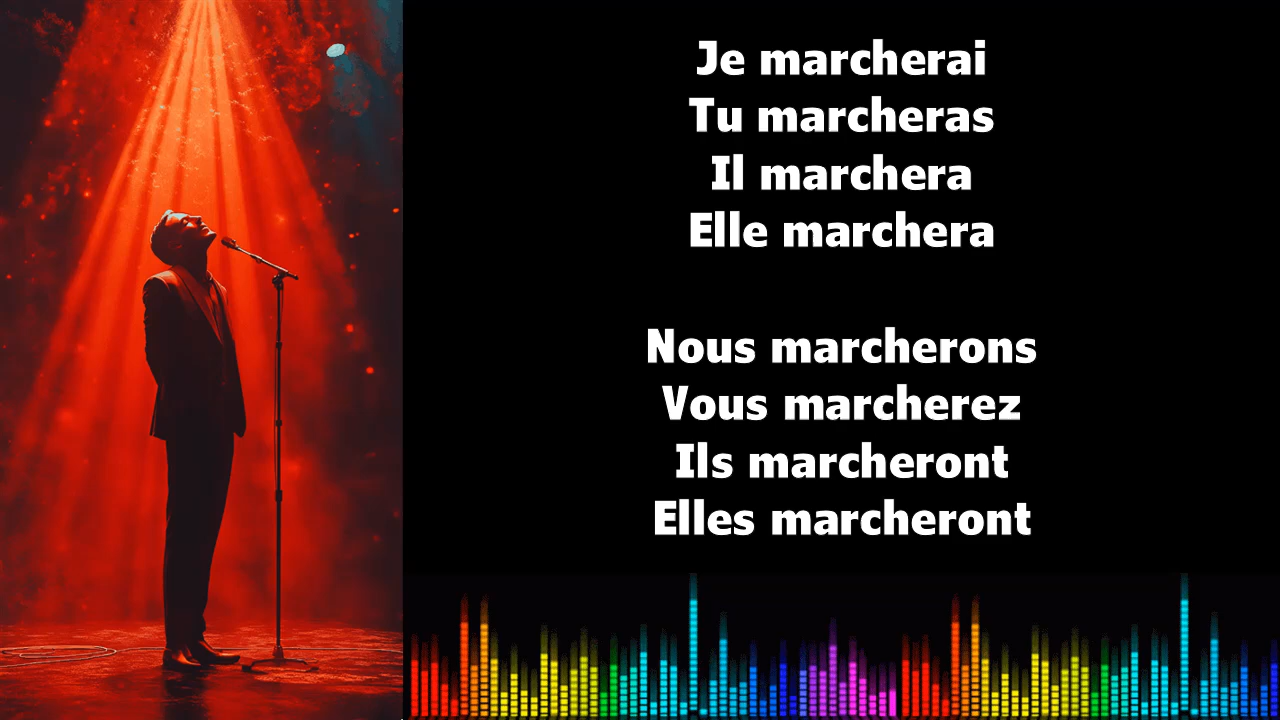 Je marcherai
Tu marcheras
Il marchera
Elle marchera
Nous marcherons
Vous marcherez
Ils marcheront
Elles marcheront